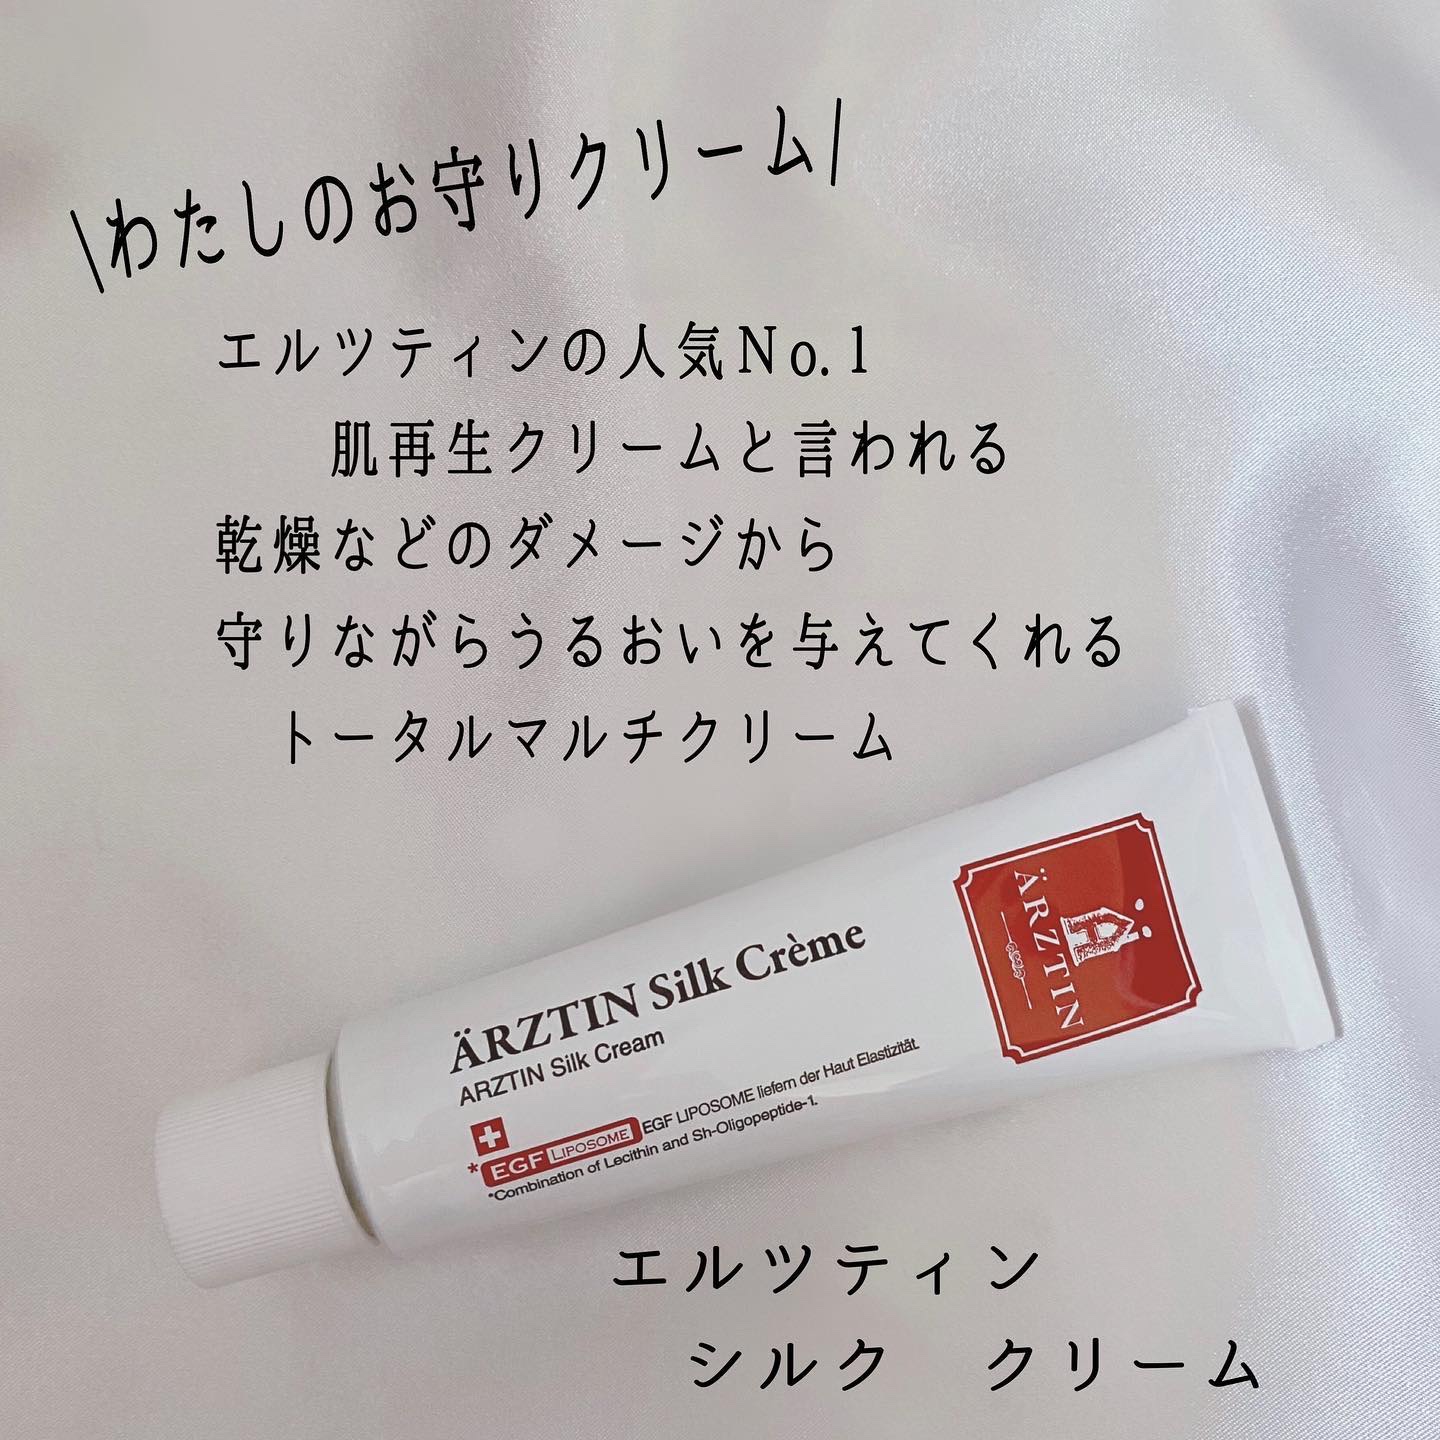 \わたしのお守りクリーム/
エルツティンの人気No.1
肌再生クリームと言われる
乾燥などのダメージから
守りながらうるおいを与えてくれる
トータルマルチクリーム
ÄRZTIN
ÄRZTIN Silk Crème
ARZTIN Silk Cream
*EGF LIPOSOME EGF LIPOSOME liefern der Haut Elastizität.
*Combination of Lecithin and Sh-Oligopeptide-1.
エルツティン
シルク クリーム